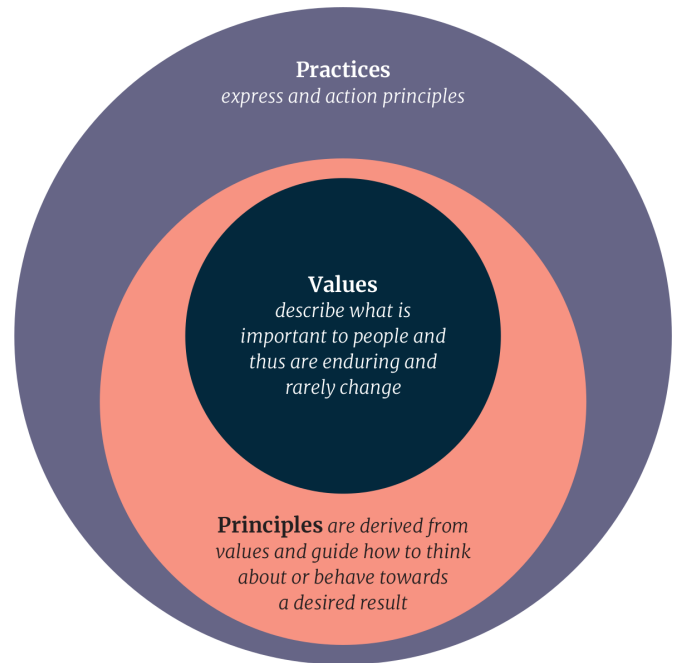 Practices
express and action principles
Values
describe what is
important to people and
thus are enduring and
rarely change
Principles are derived from
values and guide how to think
about or behave towards
a desired result